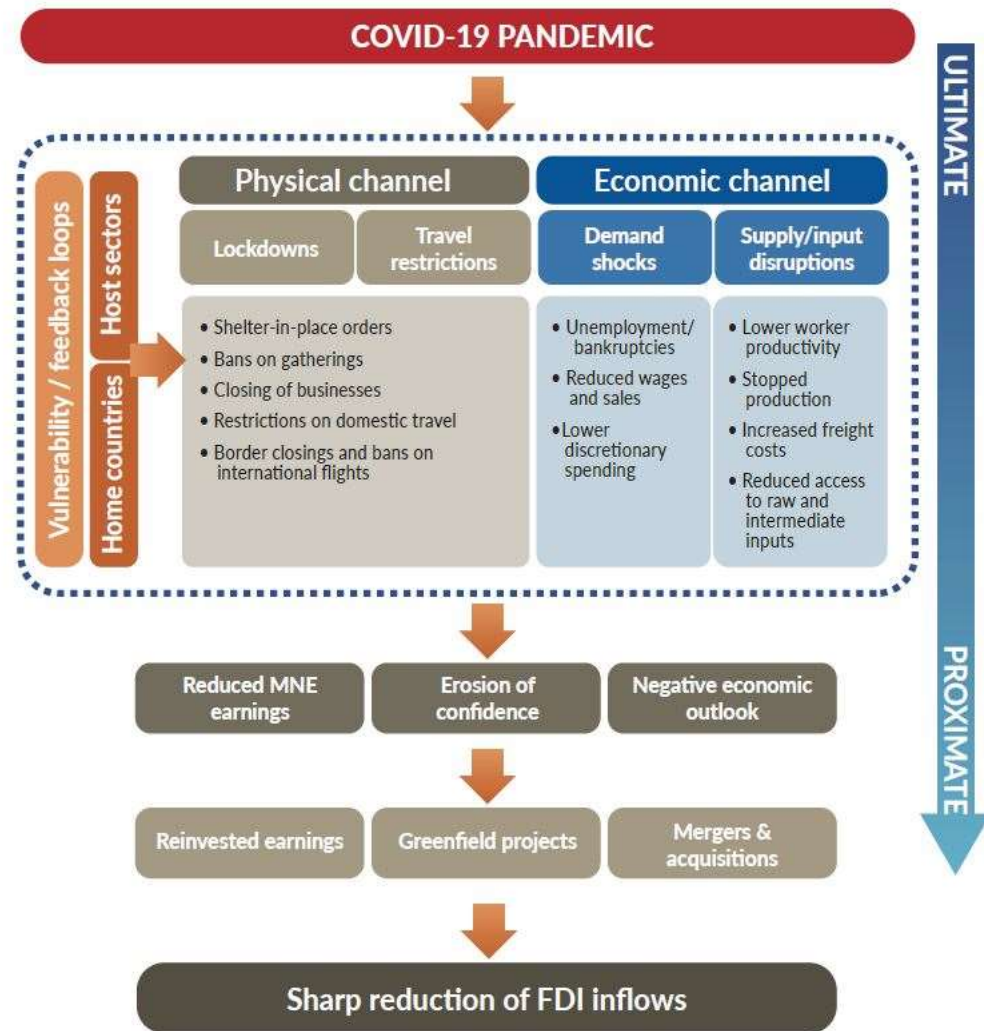 COVID-19 PANDEMIC
ULTIMATE
PROXIMATE
Vulnerability / feedback loops
Host sectors
Home countries
Physical channel
Economic channel
Lockdowns
Travel
restrictions
Demand
shocks
Supply/input
disruptions
• Shelter-in-place orders
• Bans on gatherings
• Closing of businesses
• Restrictions on domestic travel
• Border closings and bans on
international flights
• Unemployment/
bankruptcies
• Reduced wages
and sales
•Lower
discretionary
spending
• Lower worker
productivity
• Stopped
production
• Increased freight
costs
• Reduced access
to raw and
intermediate
inputs
Reduced MNE
earnings
Erosion of
confidence
Negative economic
outlook
Reinvested earnings
Greenfield projects
Mergers &
acquisitions
Sharp reduction of FDI inflows